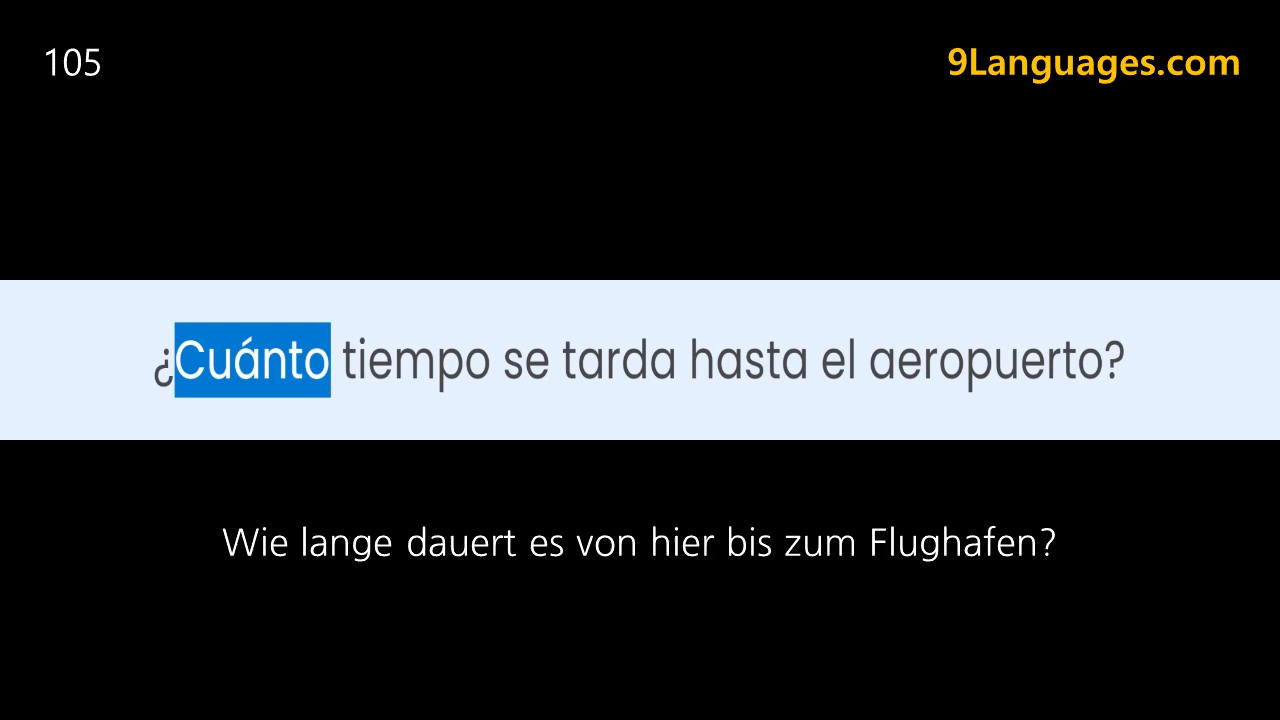 105
9Languages.com
¿Cuánto tiempo se tarda hasta el aeropuerto?
Wie lange dauert es von hier bis zum Flughafen?